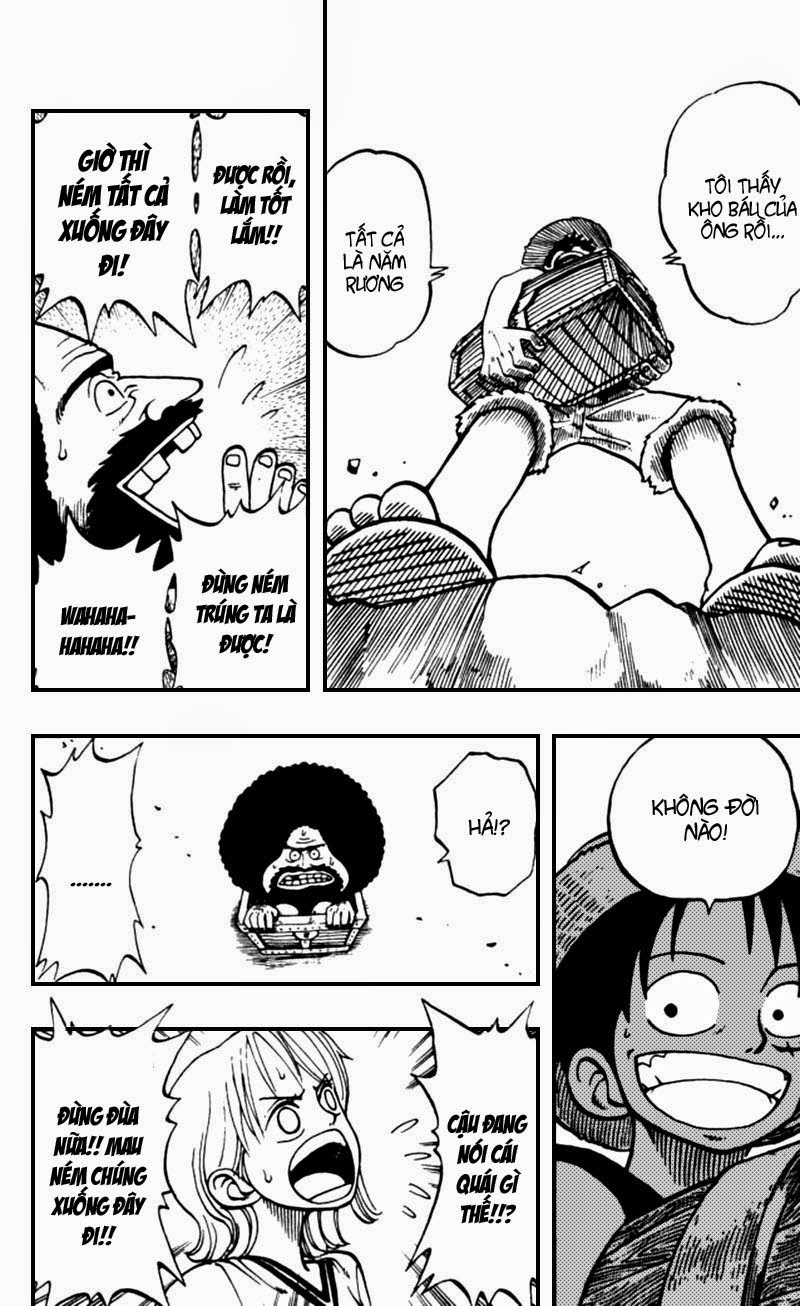 TÔI THẤY
KHO BÁU CỦA
ÔNG RỒI...
TẤT CẢ
LÀ NĂM
RƯƠNG
ĐƯỢC RỒI,
LÀM TỐT
LẮM!!
GIỜ THÌ
NÉM TẤT CẢ
XUỐNG ĐÂY
ĐI!
ĐỪNG NÉM
TRÚNG TA LÀ
ĐƯỢC!
WAHAHA-
HAHAHA!!
KHÔNG ĐỜI
NÀO!
HẢ!?
........
CẬU ĐANG
NÓI CÁI
QUÁI GÌ
THẾ!!?
ĐỪNG ĐÙA
NỮA!! MAU
NÉM CHÚNG
XUỐNG ĐÂY
ĐI!!